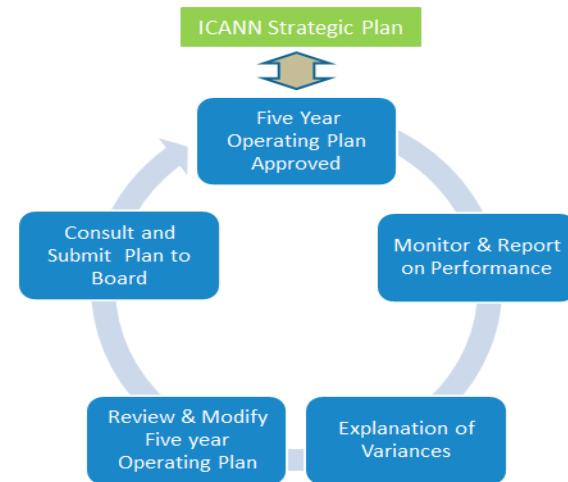 ICANN Strategic Plan
Five Year
Operating Plan
Approved
Monitor & Report
on Performance
Explanation of
Variances
Review & Modify
Five year
Operating Plan
Consult and
Submit Plan to
Board